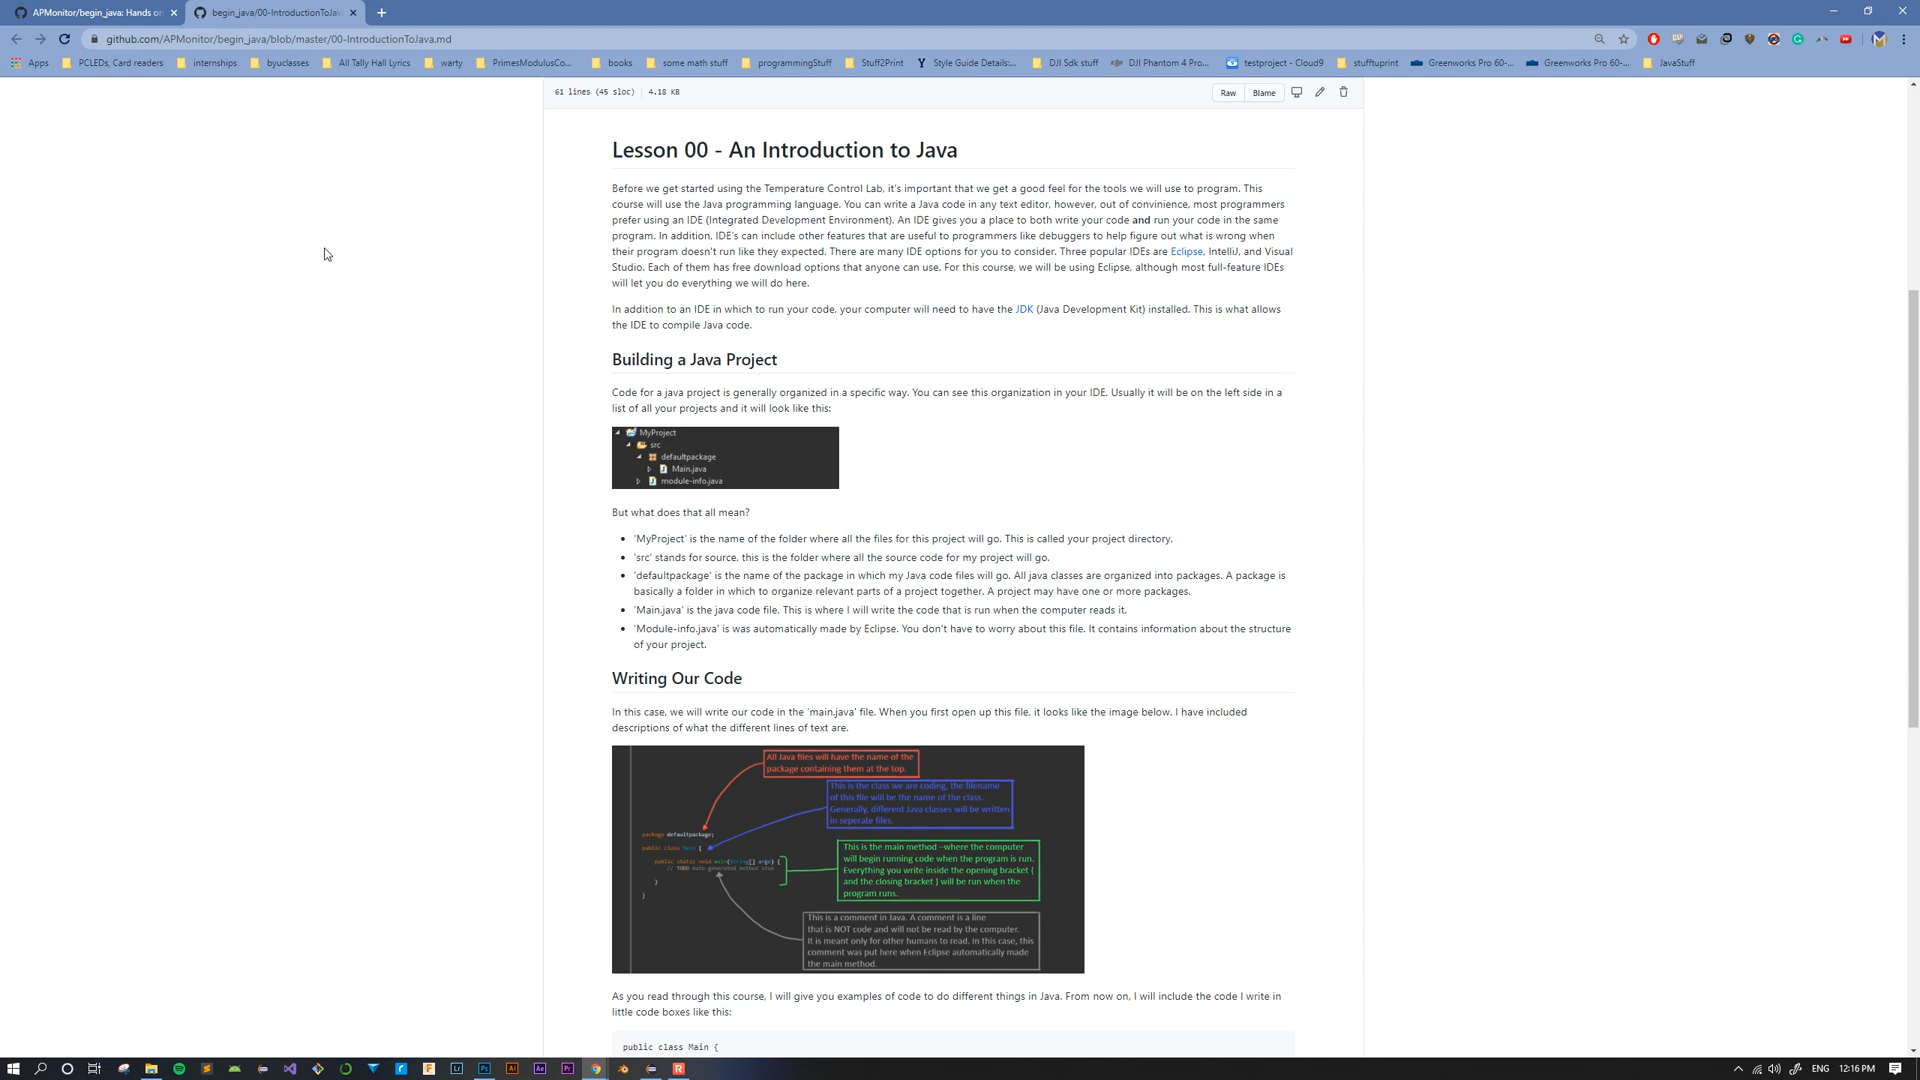 APMonitor/begin_java: Hands on
begin_java/00-IntroductionToJav
github.com/APMonitor/begin_java/blob/master/00-IntroductionToJava.md
Apps PCLEDs, Card readers internships byuclasses All Tally Hall Lyrics warty PrimesModulusCo... books some math stuff programmingStuff Stuff2Print Style Guide Details:... DJI Sdk stuff DJI Phantom 4 Pro... testproject - Cloud9 stufftuprint Greenworks Pro 60-... Greenworks Pro 60-... JavaStuff
61 lines (45 sloc) 4.18 KB
Raw Blame
Lesson 00 - An Introduction to Java
Before we get started using the Temperature Control Lab, it's important that we get a good feel for the tools we will use to program. This
course will use the Java programming language. You can write a Java code in any text editor, however, out of convinience, most programmers
prefer using an IDE (Integrated Development Environment). An IDE gives you a place to both write your code and run your code in the same
program. In addition, IDE's can include other features that are useful to programmers like debuggers to help figure out what is wrong when
their program doesn't run like they expected. There are many IDE options for you to consider. Three popular IDEs are Eclipse, IntelliJ, and Visual
Studio. Each of them has free download options that anyone can use. For this course, we will be using Eclipse, although most full-feature IDEs
will let you do everything we will do here.
In addition to an IDE in which to run your code, your computer will need to have the JDK (Java Development Kit) installed. This is what allows
the IDE to compile Java code.
Building a Java Project
Code for a java project is generally organized in a specific way. You can see this organization in your IDE. Usually it will be on the left side in a
list of all your projects and it will look like this:
MyProject
src
defaultpackage
Main.java
module-info.java
But what does that all mean?
'MyProject' is the name of the folder where all the files for this project will go. This is called your project directory.
'src' stands for source, this is the folder where all the source code for my project will go.
'defaultpackage' is the name of the package in which my Java code files will go. All java classes are organized into packages. A package is
basically a folder in which to organize relevant parts of a project together. A project may have one or more packages.
'Main.java' is the java code file. This is where I will write the code that is run when the computer reads it.
'Module-info.java' is was automatically made by Eclipse. You don't have to worry about this file. It contains information about the structure
of your project.
Writing Our Code
In this case, we will write our code in the 'main.java' file. When you first open up this file, it looks like the image below. I have included
descriptions of what the different lines of text are.
All Java files will have the name of the
package containing them at the top.
This is the class we are coding, the filename
of this file will be the name of the class.
Generally, different Java classes will be written
in seperate files.
package defaultpackage;
public class Main {
public static void main(String[] args) {
// TODO Auto-generated method stub
}
}
This is the main method --where the computer
will begin running code when the program is run.
Everything you write inside the opening bracket {
and the closing bracket } will be run when the
program runs.
This is a comment in Java. A comment is a line
that is NOT code and will not be read by the computer.
It is meant only for other humans to read. In this case, this
comment was put here when Eclipse automatically made
the main method.
As you read through this course, I will give you examples of code to do different things in Java. From now on, I will include the code I write in
little code boxes like this:
public class Main {
ENG 12:16 PM